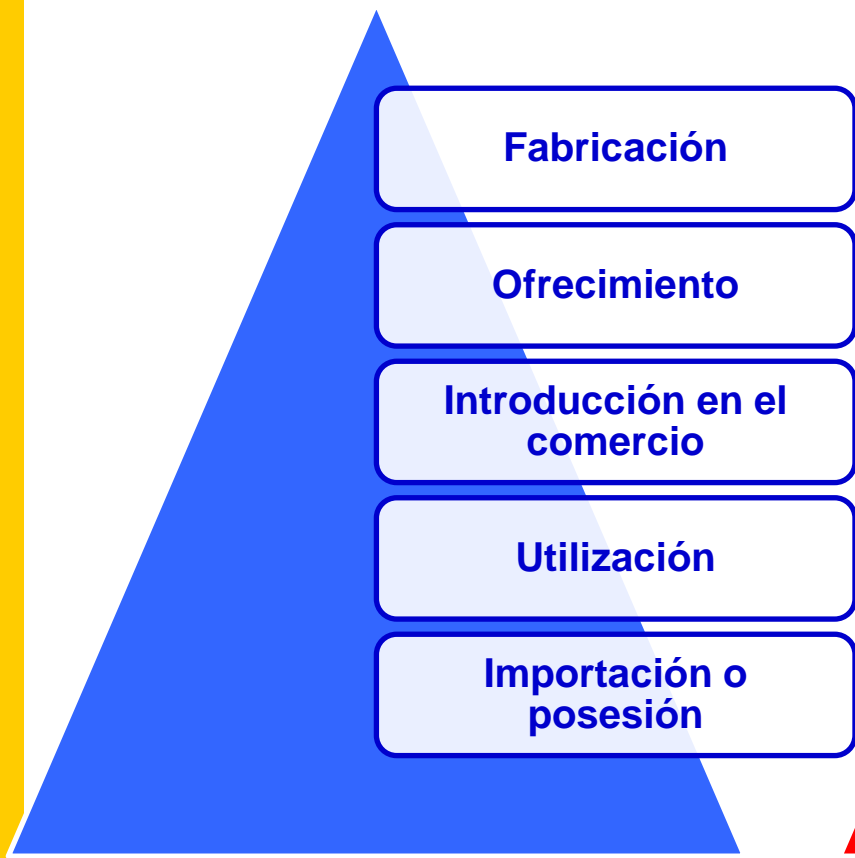 Fabricación
Ofrecimiento
Introducción en el
comercio
Utilización
Importación o
posesión